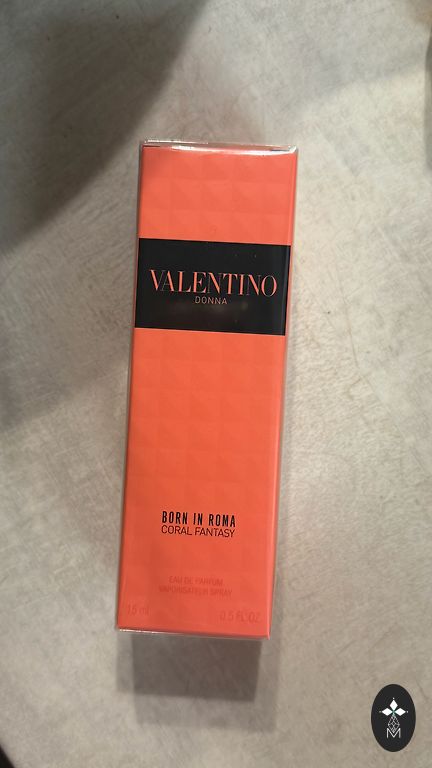 VALENTINO
DONNA
BORN IN ROMA
CORAL FANTASY
EAU DE PARFUM
VAPORISATEUR SPRAY
15 ml 0.5 FL.OZ.
M